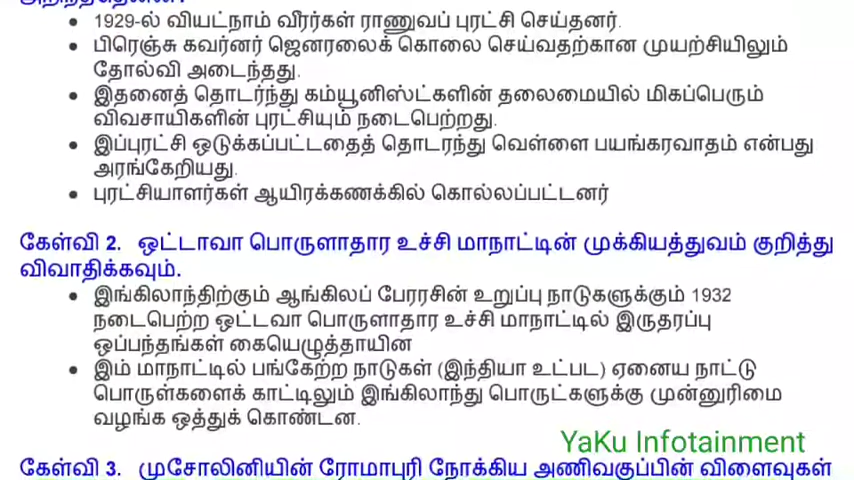 அறிந்ததென்ன?
• 1929-ல் வியட்நாம் வீரர்கள் ராணுவப் புரட்சி செய்தனர்.
• பிரெஞ்சு கவர்னர் ஜெனரலைக் கொலை செய்வதற்கான முயற்சியிலும்
தோல்வி அடைந்தது.
• இதனைத் தொடர்ந்து கம்யூனிஸ்ட்களின் தலைமையில் மிகப்பெரும்
விவசாயிகளின் புரட்சியும் நடைபெற்றது.
• இப்புரட்சி ஒடுக்கப்பட்டதைத் தொடரந்து வெள்ளை பயங்கரவாதம் என்பது
அரங்கேறியது.
• புரட்சியாளர்கள் ஆயிரக்கணக்கில் கொல்லப்பட்டனர்
கேள்வி 2. ஒட்டாவா பொருளாதார உச்சி மாநாட்டின் முக்கியத்துவம் குறித்து
விவாதிக்கவும்.
• இங்கிலாந்திற்கும் ஆங்கிலப் பேரரசின் உறுப்பு நாடுகளுக்கும் 1932
நடைபெற்ற ஒட்டவா பொருளாதார உச்சி மாநாட்டில் இருதரப்பு
ஒப்பந்தங்கள் கையெழுத்தாயின
• இம் மாநாட்டில் பங்கேற்ற நாடுகள் (இந்தியா உட்பட) ஏனைய நாட்டு
பொருள்களைக் காட்டிலும் இங்கிலாந்து பொருட்களுக்கு முன்னுரிமை
வழங்க ஒத்துக் கொண்டன.
YaKu Infotainment
கேள்வி 3. முசோலினியின் ரோமாபுரி நோக்கிய அணிவகுப்பின் விளைவுகள்